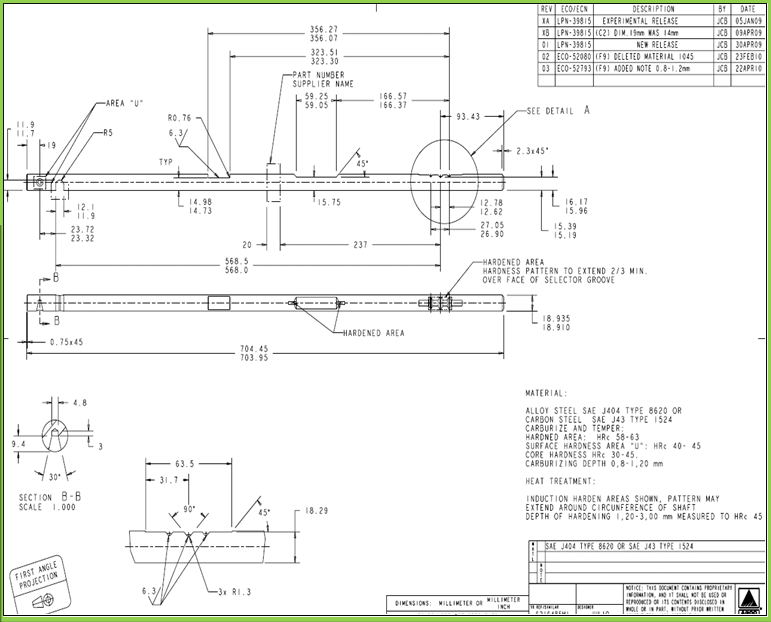 REV ECO/ECN DESCRIPTION BY DATE
XA LPN-39815 EXPERIMENTAL RELEASE JCB 05JAN09
XB LPN-39815 (C2) DIM.19mm WAS 14mm JCB 09APR09
01 LPN-39815 NEW RELEASE JCB 30APR09
02 ECO-52080 (F9) DELETED MATERIAL 1045 JCB 23FEB10
03 ECO-52793 (F9) ADDED NOTE 0.8-1.2mm JCB 22APR10
356.27
356.07
323.51
323.30
PART NUMBER
SUPPLIER NAME
59.25
59.05
166.57
166.37
93.43
SEE DETAIL A
AREA "U"
R0.76
R5
6.3
11.9
11.7
19
TYP
45°
2.3x45°
12.1
11.9
14.98
14.73
15.75
12.78
12.62
16.17
15.96
23.72
23.32
27.05
26.90
15.39
15.19
20
237
568.5
568.0
HARDENED AREA
HARDNESS PATTERN TO EXTEND 2/3 MIN.
OVER FACE OF SELECTOR GROOVE
B
B
HARDENED AREA
18.935
18.910
0.75x45
704.45
703.95
4.8
9.4
3
30°
SECTION B-B
SCALE 1.000
63.5
31.7
90°
45°
18.29
6.3
3x R1.3
MATERIAL:
ALLOY STEEL SAE J404 TYPE 8620 OR
CARBON STEEL SAE J43 TYPE 1524
CARBURIZE AND TEMPER:
HARDNED AREA: HRc 58-63
SURFACE HARDNESS AREA "U": HRc 40- 45
CORE HARDNESS HRc 30-45.
CARBURIZING DEPTH 0,8-1,20 mm
HEAT TREATMENT:
INDUCTION HARDEN AREAS SHOWN, PATTERN MAY
EXTEND AROUND CIRCUMFERENCE OF SHAFT
DEPTH OF HARDENING 1,20-3,00 mm MEASURED TO HRc 45
FIRST ANGLE
PROJECTION
SAE J404 TYPE 8620 OR SAE J43 TYPE 1524
DIMENSIONS: MILLIMETER OR MILLIMETER
INCH
DESIGNER
NOTICE: THIS DOCUMENT CONTAINS PROPRIETARY
INFORMATION, AND IT SHALL NOT BE USED OR
REPRODUCED OR ITS CONTENTS DISCLOSED IN
WHOLE OR IN PART, WITHOUT PRIOR WRITTEN